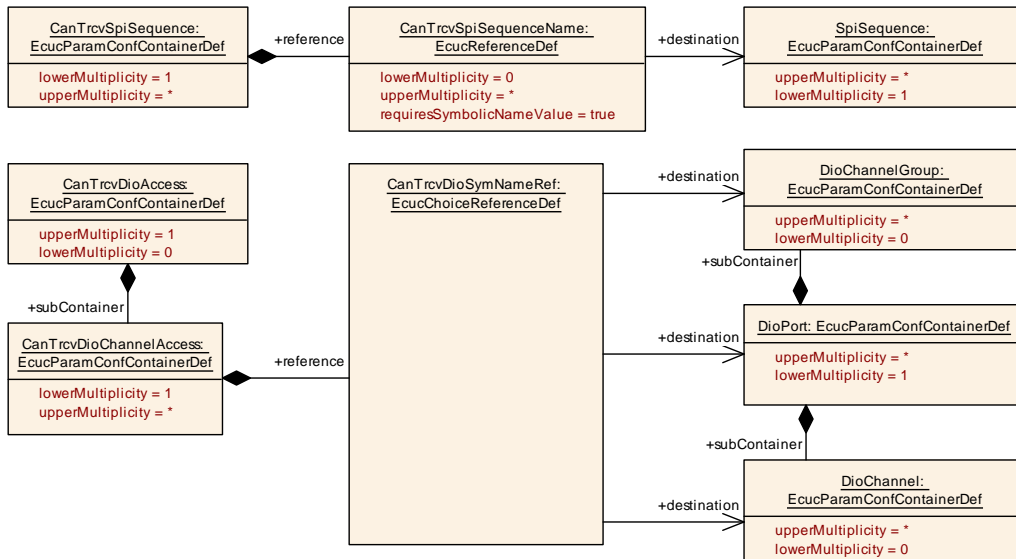 CanTrcvSpiSequence:
EcucParamConfContainerDef
lowerMultiplicity = 1
upperMultiplicity = *
+reference
CanTrcvSpiSequenceName:
EcucReferenceDef
lowerMultiplicity = 0
upperMultiplicity = *
requiresSymbolicNameValue = true
+destination
SpiSequence:
EcucParamConfContainerDef
upperMultiplicity = *
lowerMultiplicity = 1
CanTrcvDioAccess:
EcucParamConfContainerDef
upperMultiplicity = 1
lowerMultiplicity = 0
+subContainer
CanTrcvDioChannelAccess:
EcucParamConfContainerDef
lowerMultiplicity = 1
upperMultiplicity = *
+reference
CanTrcvDioSymNameRef:
EcucChoiceReferenceDef
+destination
DioChannelGroup:
EcucParamConfContainerDef
upperMultiplicity = *
lowerMultiplicity = 0
+subContainer
+destination
DioPort: EcucParamConfContainerDef
upperMultiplicity = *
lowerMultiplicity = 1
+subContainer
+destination
DioChannel:
EcucParamConfContainerDef
upperMultiplicity = *
lowerMultiplicity = 0